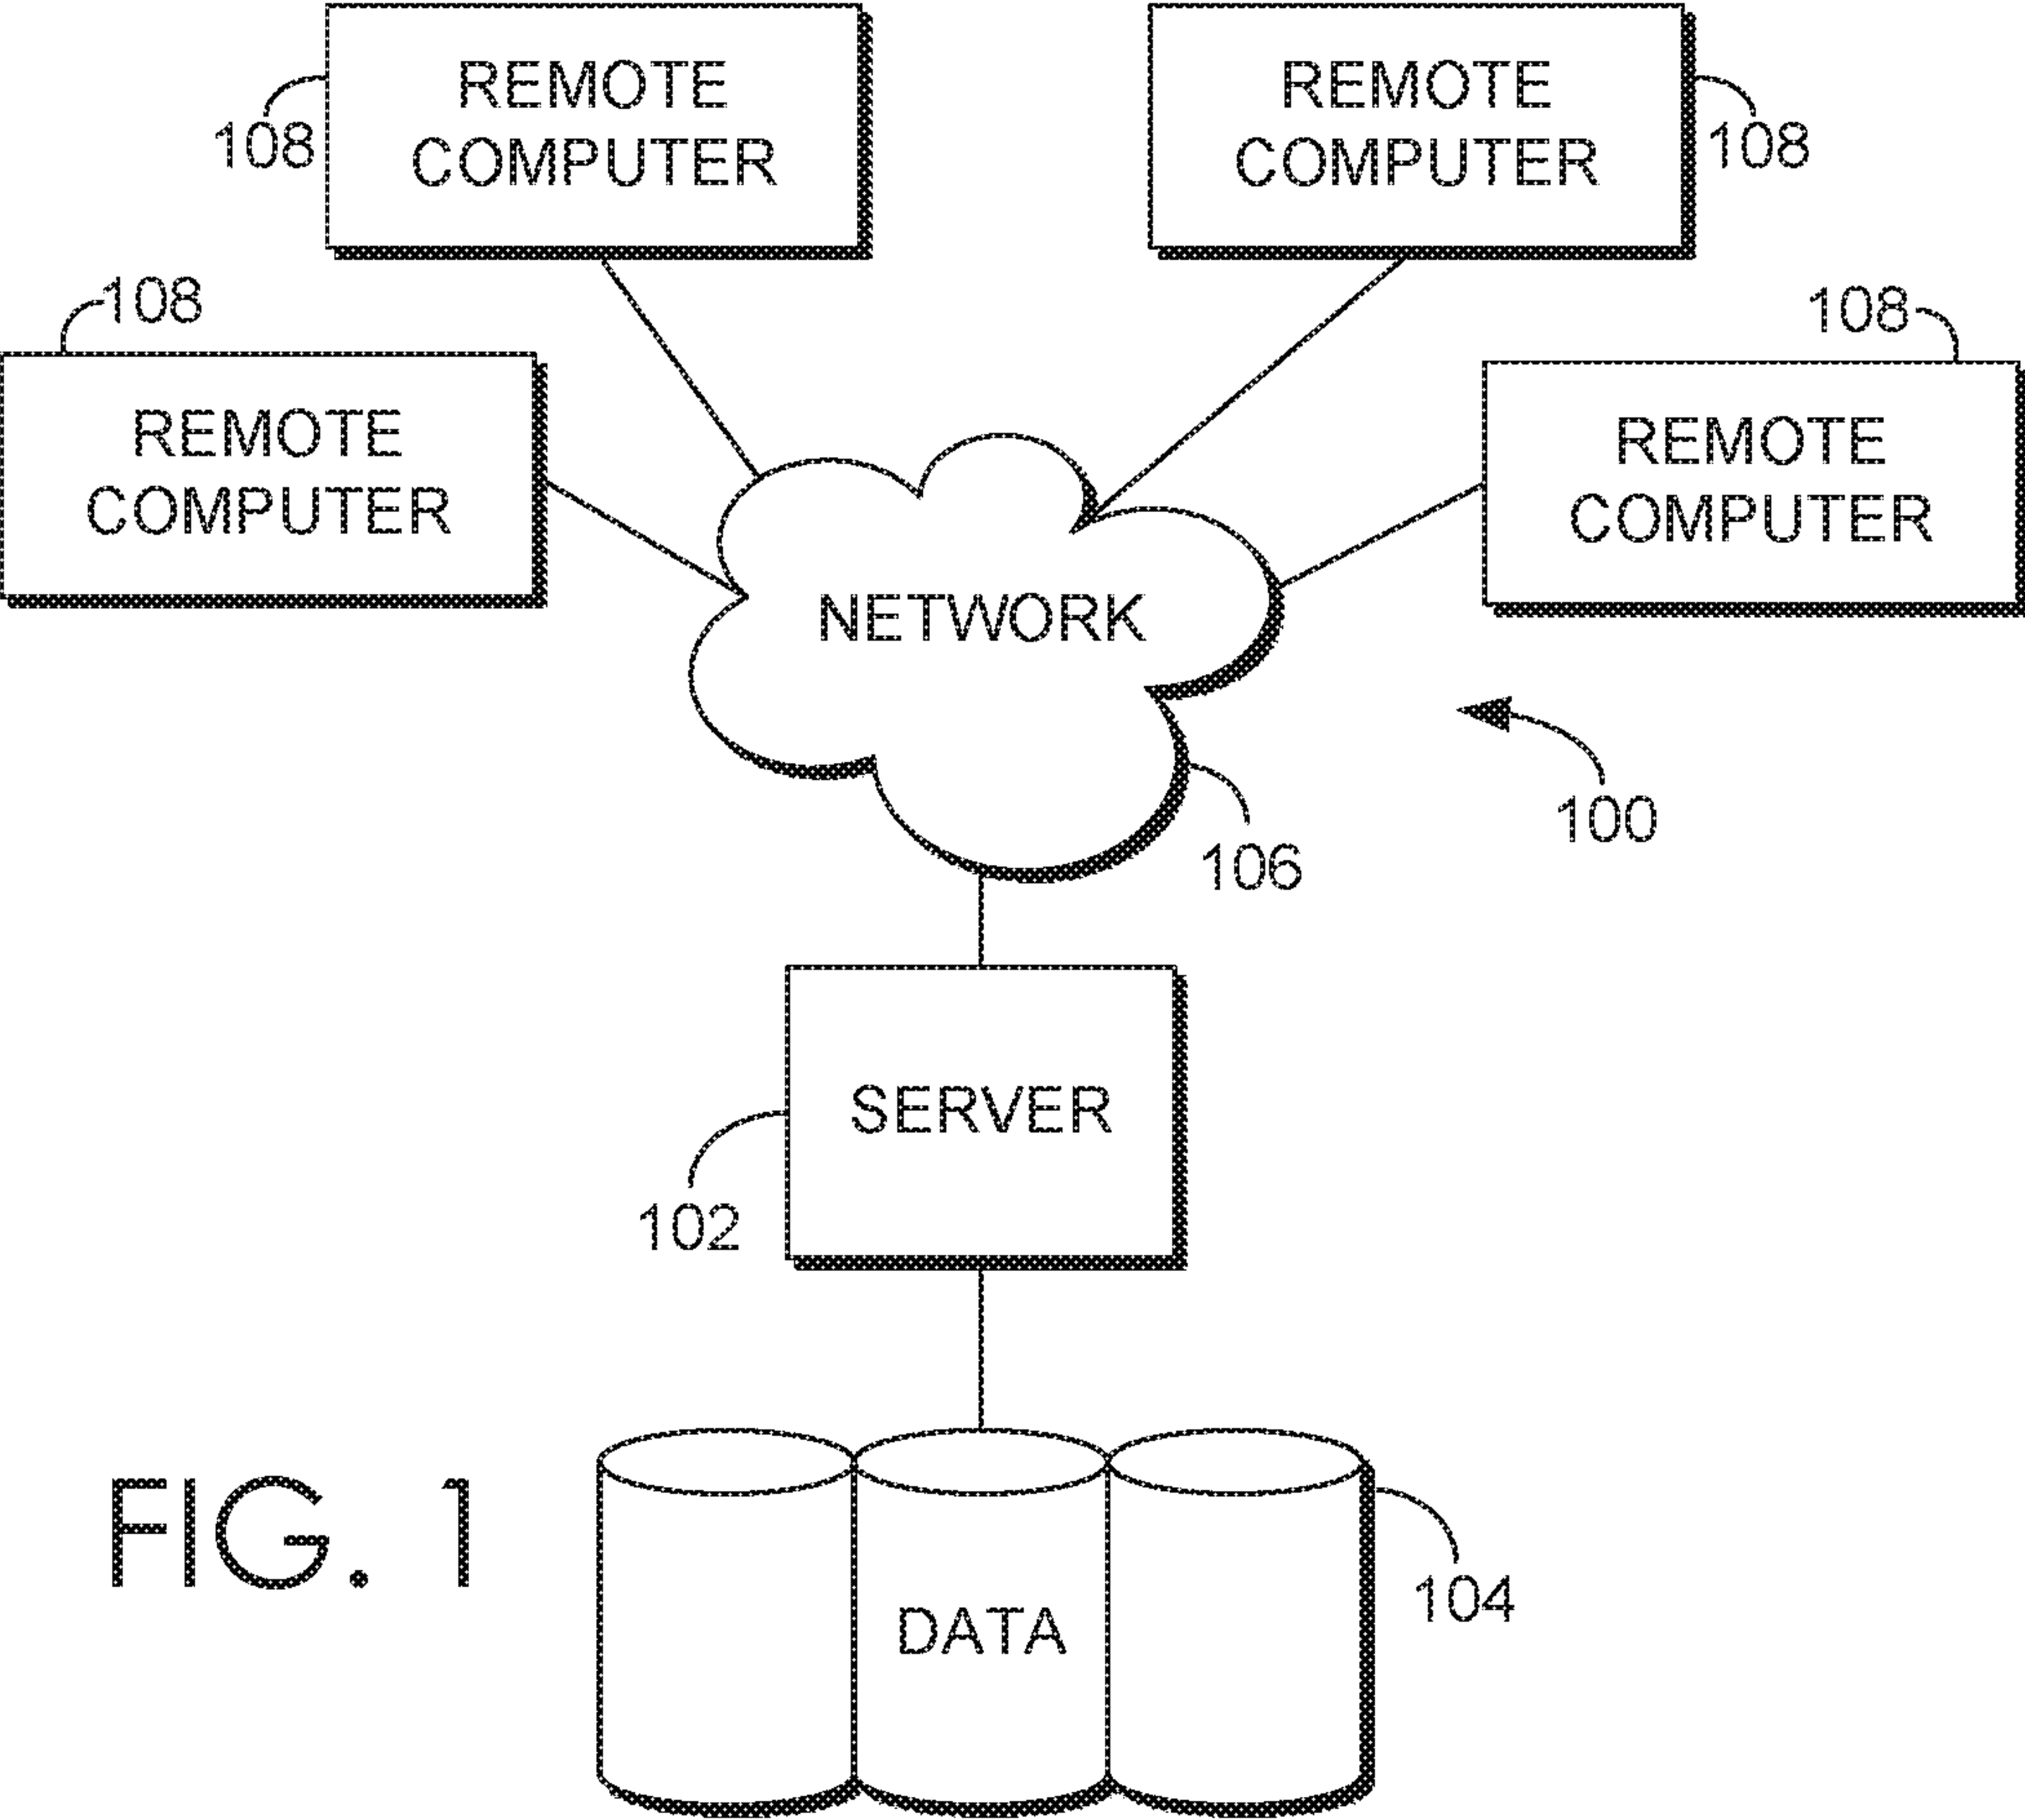 REMOTE
COMPUTER
108
REMOTE
COMPUTER
108
108
REMOTE
COMPUTER
108
REMOTE
COMPUTER
NETWORK
100
106
SERVER
102
DATA
104
FIG. 1